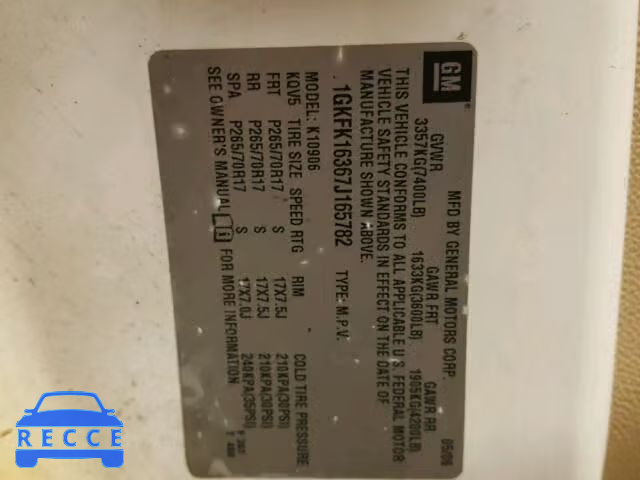 GM
MFD BY GENERAL MOTORS CORP. 05/06
GVWR GAWR FRT GAWR RR
3357KG(7400LB) 1633KG(3600LB) 1905KG(4200LB)
THIS VEHICLE CONFORMS TO ALL APPLICABLE U.S. FEDERAL MOTOR
VEHICLE SAFETY STANDARDS IN EFFECT ON THE DATE OF
MANUFACTURE SHOWN ABOVE.
1GKFK16367J165782 TYPE: M.P.V.
MODEL: K10906
KQV5 TIRE SIZE SPEED RTG RIM COLD TIRE PRESSURE
FRT P265/70R17 S 17X7.5J 210KPA(30PSI)
RR P265/70R17 S 17X7.5J 210KPA(30PSI)
SPA P265/70R17 S 17X7.0J 240KPA(35PSI)
SEE OWNER'S MANUAL i FOR MORE INFORMATION
RECCT